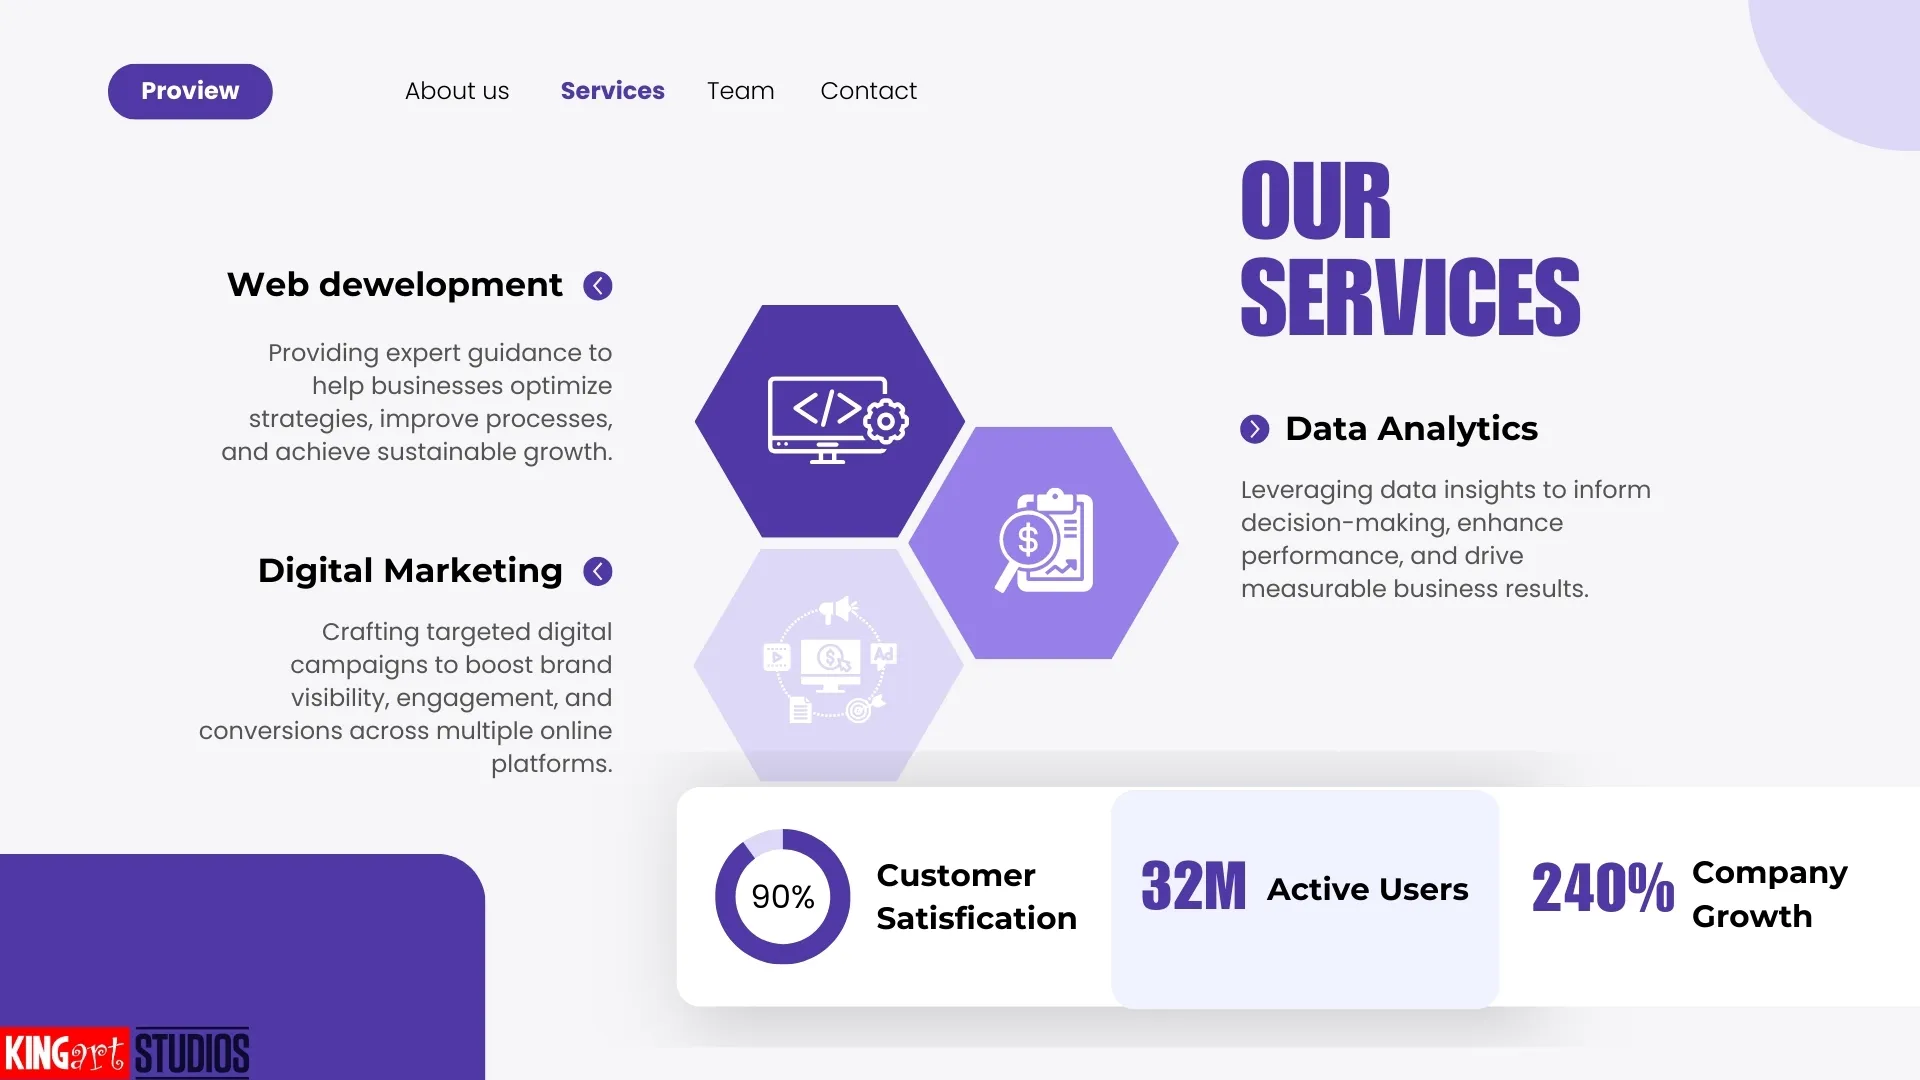 Proview
About us
Services
Team
Contact
OUR
SERVICES
Web dewelopment
Providing expert guidance to
help businesses optimize
strategies, improve processes,
and achieve sustainable growth.
Digital Marketing
Crafting targeted digital
campaigns to boost brand
visibility, engagement, and
conversions across multiple online
platforms.
</>
$
$
Ad
Data Analytics
Leveraging data insights to inform
decision-making, enhance
performance, and drive
measurable business results.
90%
Customer
Satisfication
32M
Active Users
240%
Company
Growth
KINGart STUDIOS